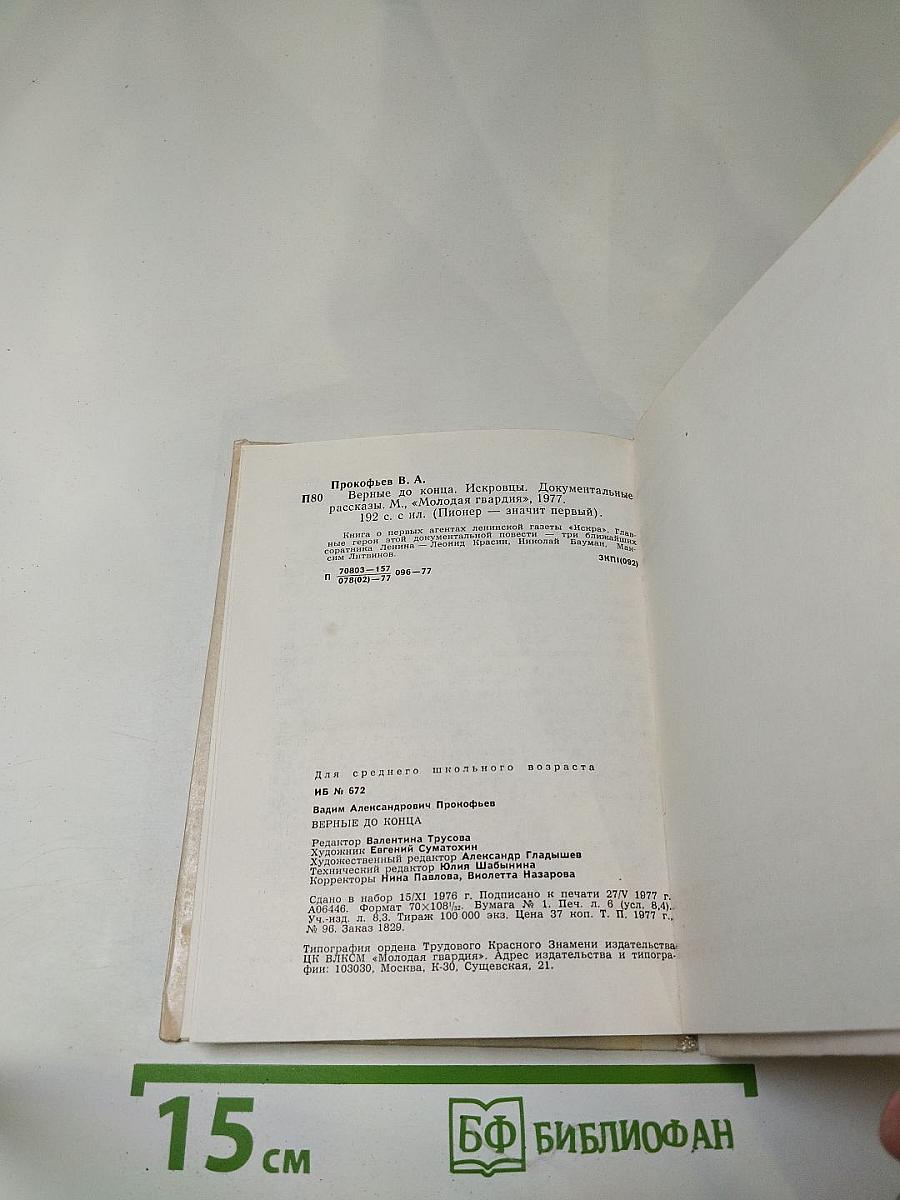 Прокофьев В. А.
П80 Верные до конца. Искровцы. Документальные
рассказы. М., «Молодая гвардия», 1977.
192 с. с ил. (Пионер — значит первый).
Книга о первых агентах ленинской газеты «Искра». Глав-
ные герои этой документальной повести — три ближайших
соратника Ленина — Леонид Красин, Николай Бауман, Мак-
сим Литвинов.
П 70803—157
078(02)—77 096—77
3КП1(092)
Для среднего школьного возраста
ИБ № 672
Вадим Александрович Прокофьев
ВЕРНЫЕ ДО КОНЦА
Редактор Валентина Трусова
Художник Евгений Суматохин
Художественный редактор Александр Гладышев
Технический редактор Юлия Шабынина
Корректоры Нина Павлова, Виолетта Назарова
Сдано в набор 15/XI 1976 г. Подписано к печати 27/V 1977 г.
А06446. Формат 70×108¹/₃₂. Бумага № 1. Печ. л. 6 (усл. 8,4).
Уч.-изд. л. 8,3. Тираж 100 000 экз. Цена 37 коп. Т. П. 1977 г.,
№ 96. Заказ 1829.
Типография ордена Трудового Красного Знамени издательства
ЦК ВЛКСМ «Молодая гвардия». Адрес издательства и типогра-
фии: 103030, Москва, К-30, Сущевская, 21.
15 см
БФ БИБЛИОФАН